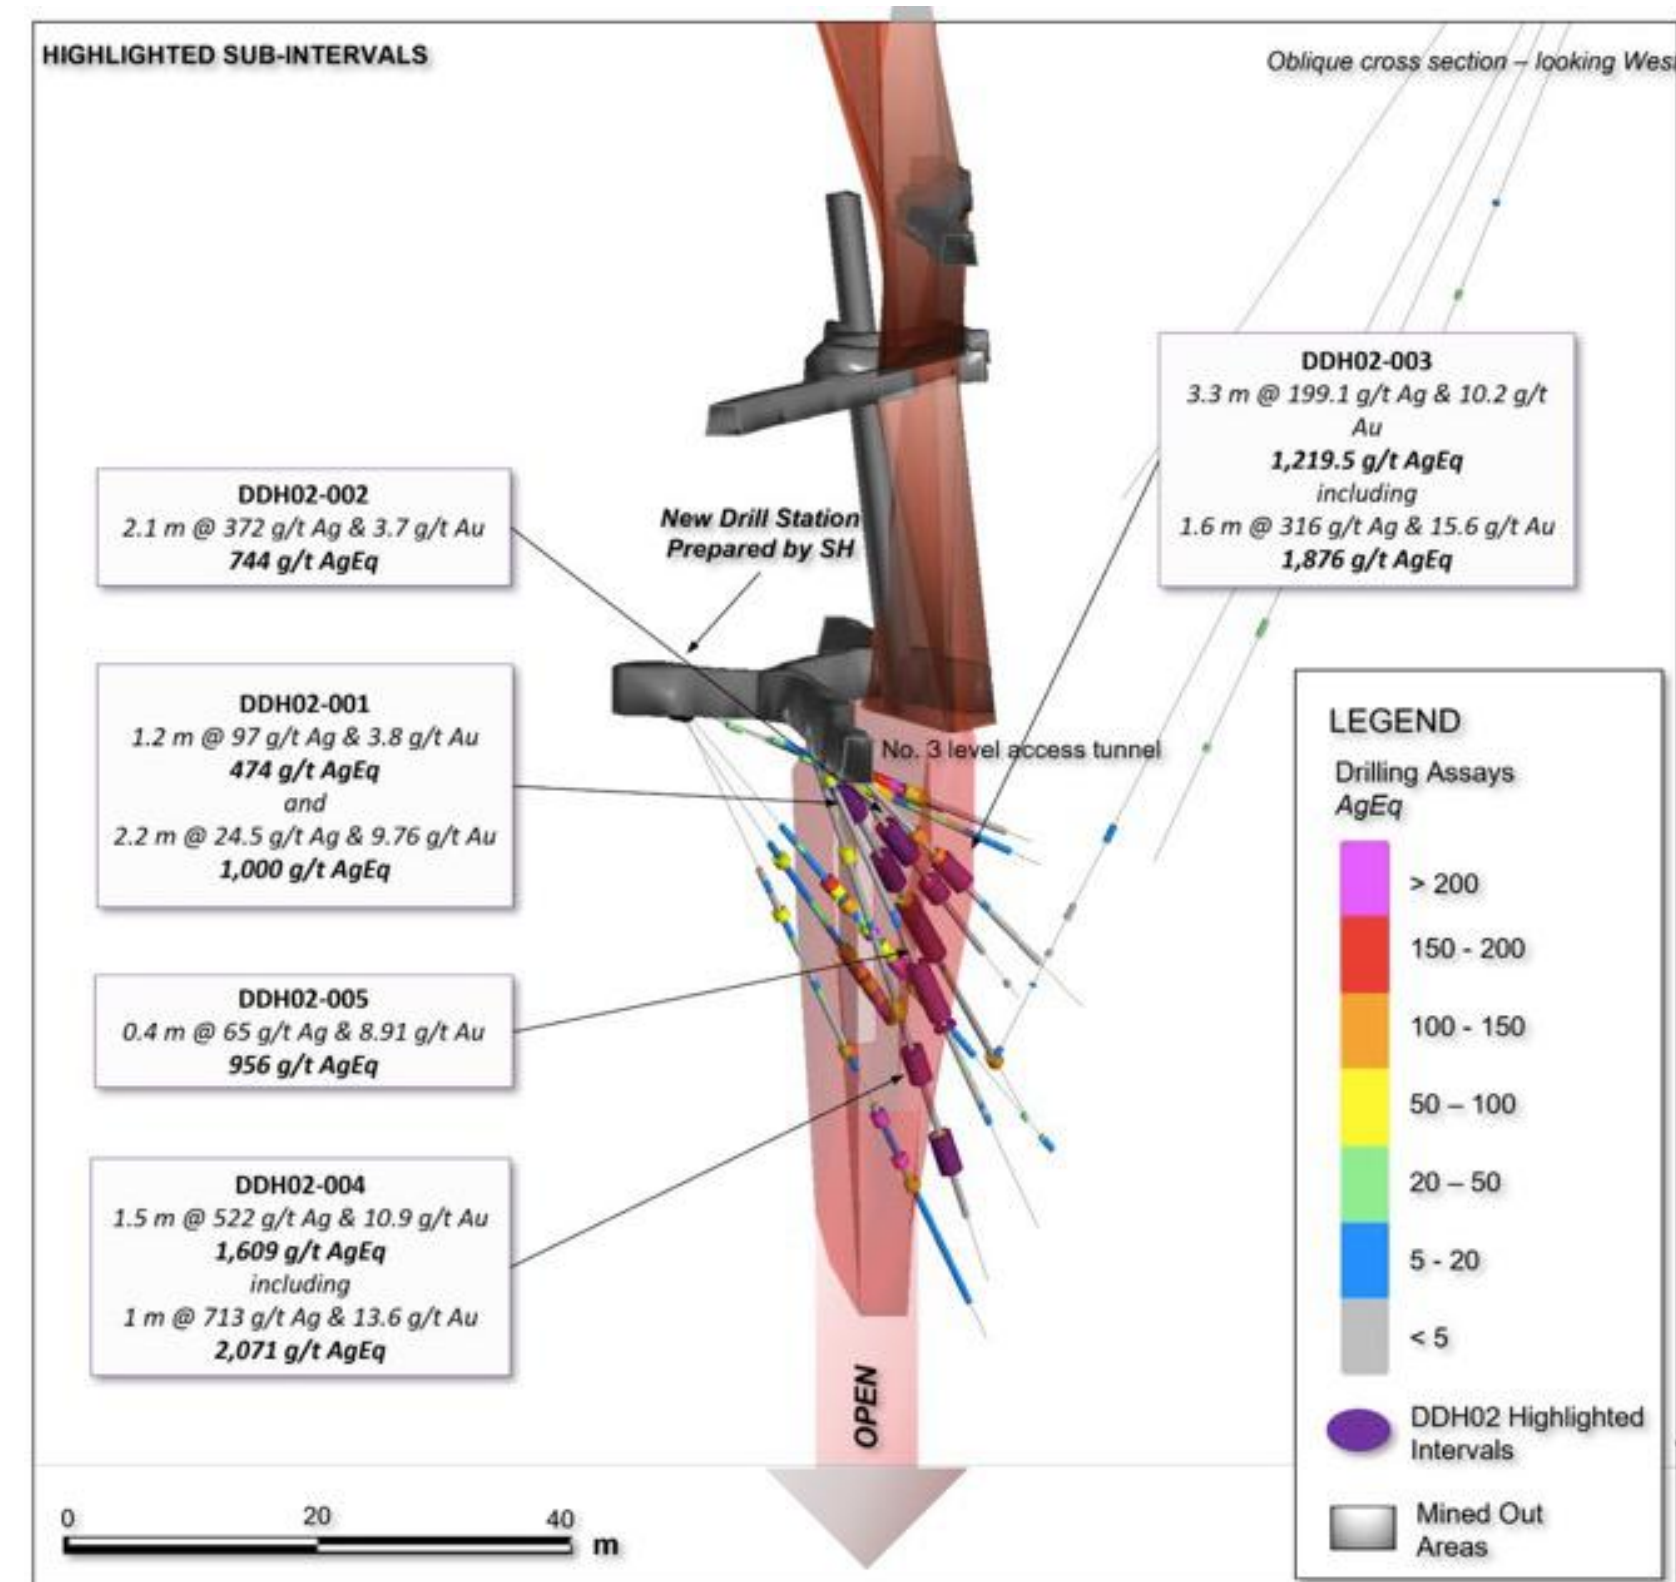 HIGHLIGHTED SUB-INTERVALS
Oblique cross section – looking West
DDH02-003
3.3 m @ 199.1 g/t Ag & 10.2 g/t
Au
1,219.5 g/t AgEq
including
1.6 m @ 316 g/t Ag & 15.6 g/t Au
1,876 g/t AgEq
DDH02-002
2.1 m @ 372 g/t Ag & 3.7 g/t Au
744 g/t AgEq
New Drill Station
Prepared by SH
DDH02-001
1.2 m @ 97 g/t Ag & 3.8 g/t Au
474 g/t AgEq
and
2.2 m @ 24.5 g/t Ag & 9.76 g/t Au
1,000 g/t AgEq
No. 3 level access tunnel
DDH02-005
0.4 m @ 65 g/t Ag & 8.91 g/t Au
956 g/t AgEq
DDH02-004
1.5 m @ 522 g/t Ag & 10.9 g/t Au
1,609 g/t AgEq
including
1 m @ 713 g/t Ag & 13.6 g/t Au
2,071 g/t AgEq
OPEN
LEGEND
Drilling Assays
AgEq
> 200
150 - 200
100 - 150
50 – 100
20 – 50
5 - 20
< 5
DDH02 Highlighted
Intervals
Mined Out
Areas
0 20 40
m